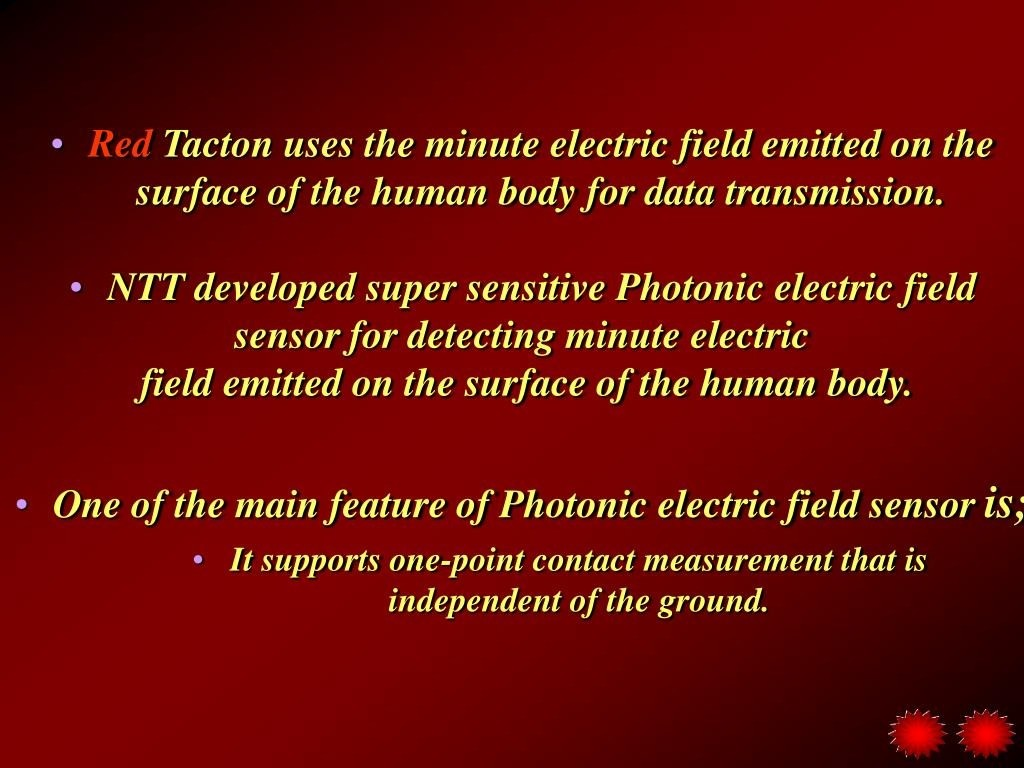 • Red Tacton uses the minute electric field emitted on the
surface of the human body for data transmission.
• NTT developed super sensitive Photonic electric field
sensor for detecting minute electric
field emitted on the surface of the human body.
• One of the main feature of Photonic electric field sensor is;
• It supports one-point contact measurement that is
independent of the ground.